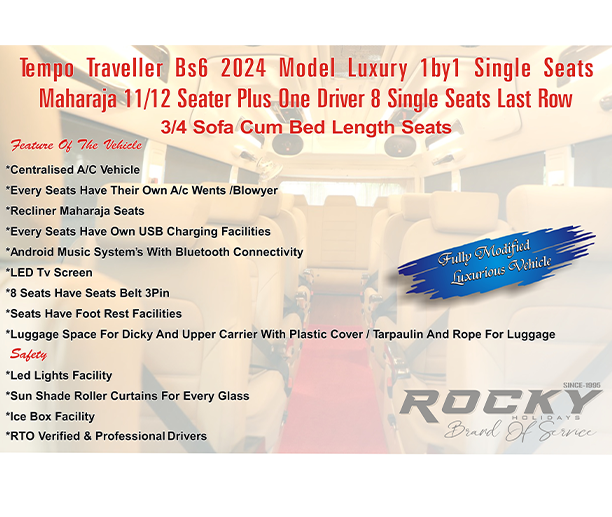 Tempo Traveller Bs6 2024 Model Luxury 1by1 Single Seats
Maharaja 11/12 Seater Plus One Driver 8 Single Seats Last Row
3/4 Sofa Cum Bed Length Seats
Feature Of The Vehicle
*Centralised A/C Vehicle
*Every Seats Have Their Own A/c Wents /Blowyer
*Recliner Maharaja Seats
*Every Seats Have Own USB Charging Facilities
*Android Music System's With Bluetooth Connectivity
*LED Tv Screen
*8 Seats Have Seats Belt 3Pin
*Seats Have Foot Rest Facilities
*Luggage Space For Dicky And Upper Carrier With Plastic Cover / Tarpaulin And Rope For Luggage
Safety
*Led Lights Facility
*Sun Shade Roller Curtains For Every Glass
*Ice Box Facility
*RTO Verified & Professional Drivers
Fully Modified
Luxurious Vehicle
SINCE-1996
ROCKY
HOLIDAYS
Brand Of Service